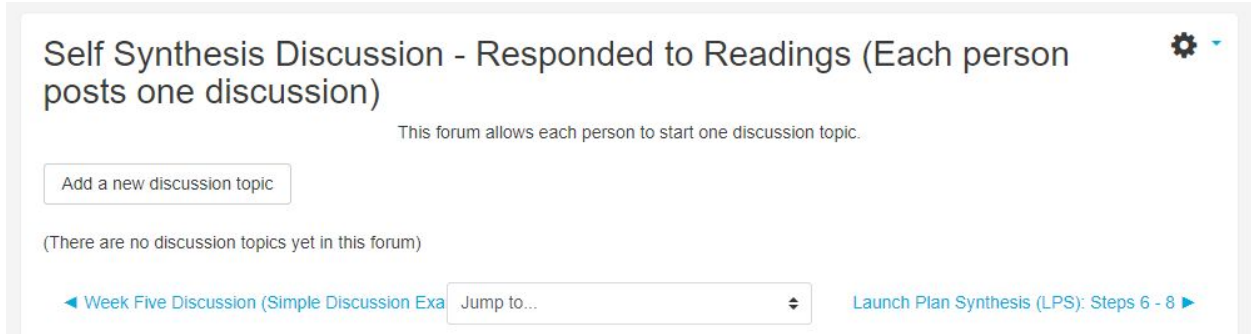 Self Synthesis Discussion - Responded to Readings (Each person
posts one discussion)
This forum allows each person to start one discussion topic.
Add a new discussion topic
(There are no discussion topics yet in this forum)
◄ Week Five Discussion (Simple Discussion Exa
Jump to...
Launch Plan Synthesis (LPS): Steps 6 - 8 ►